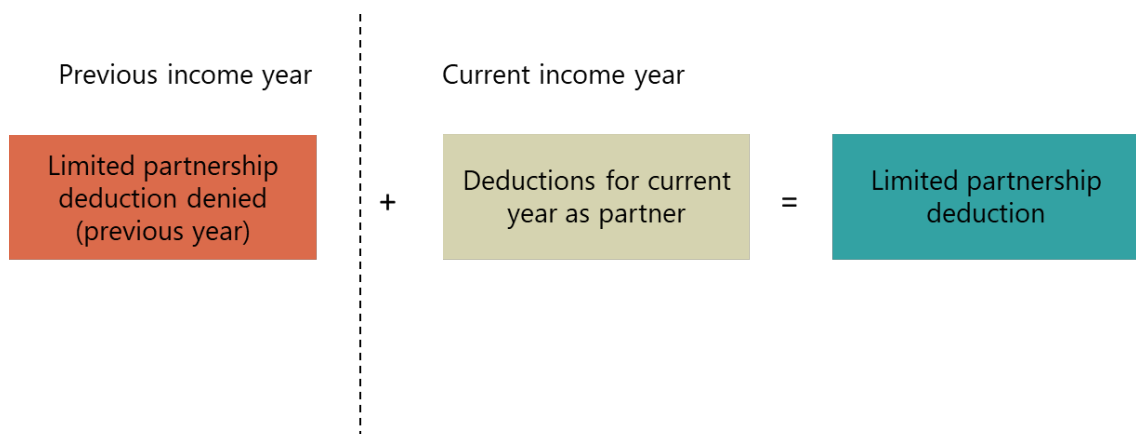 Previous income year
Current income year
Limited partnership
deduction denied
(previous year)
+
Deductions for current
year as partner
=
Limited partnership
deduction